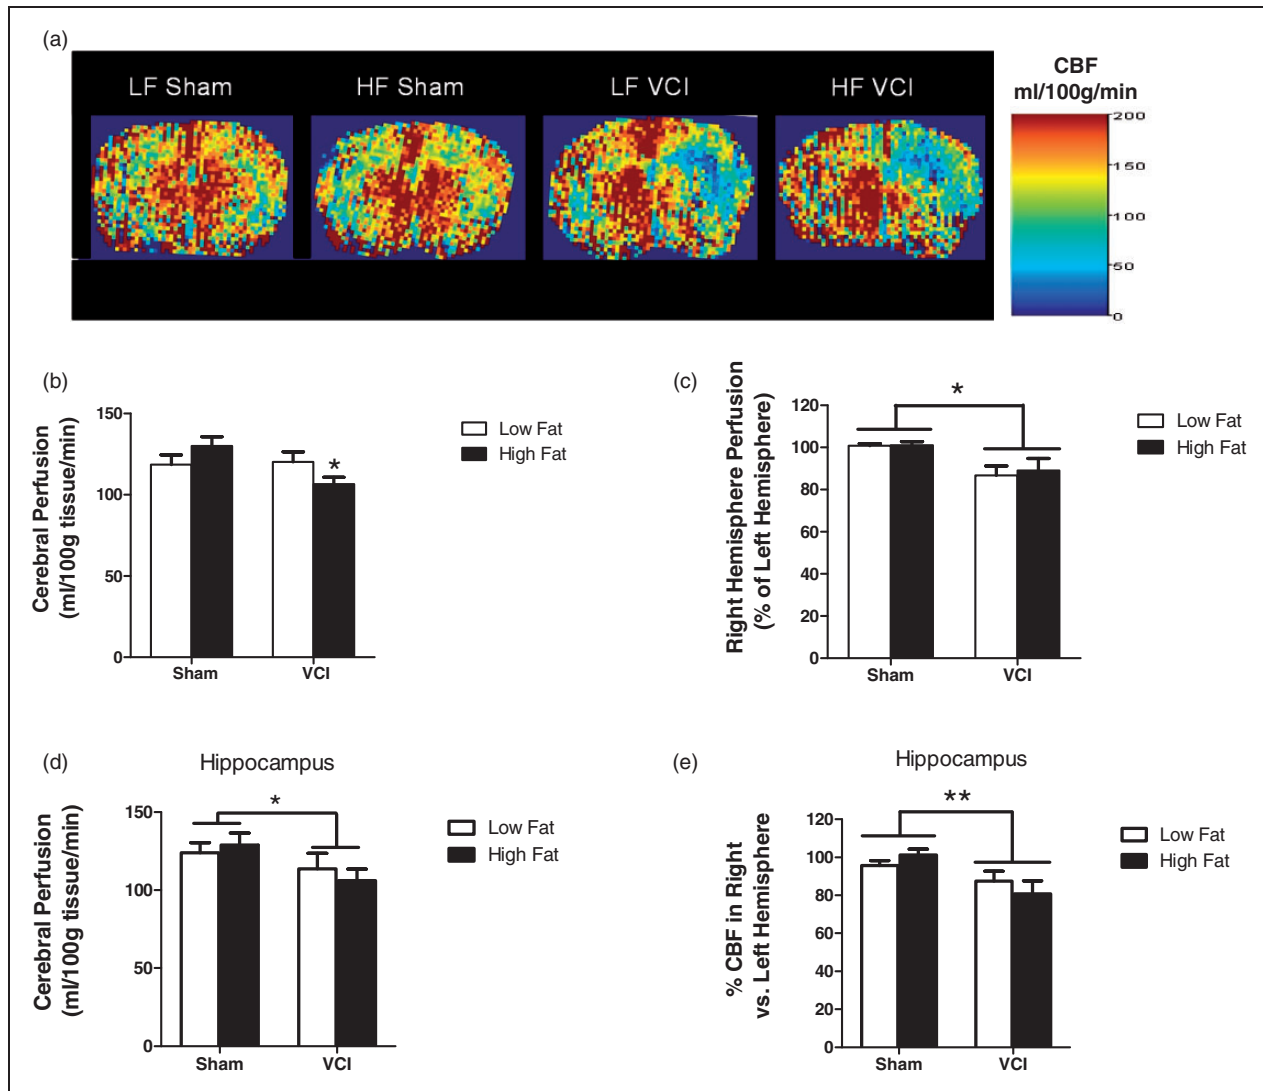 (a)
LF Sham
HF Sham
LF VCI
HF VCI
CBF
ml/100g/min
200
150
100
50
0
(b)
Cerebral Perfusion
(ml/100g tissue/min)
150
100
50
0
*
Sham
VCI
Low Fat
High Fat
(c)
Right Hemisphere Perfusion
(% of Left Hemisphere)
120
100
80
60
40
20
0
*
Sham
VCI
Low Fat
High Fat
(d)
Hippocampus
Cerebral Perfusion
(ml/100g tissue/min)
150
100
50
0
*
Sham
VCI
Low Fat
High Fat
(e)
Hippocampus
% CBF in Right
vs. Left Hemisphere
120
100
80
60
40
20
0
**
Sham
VCI
Low Fat
High Fat